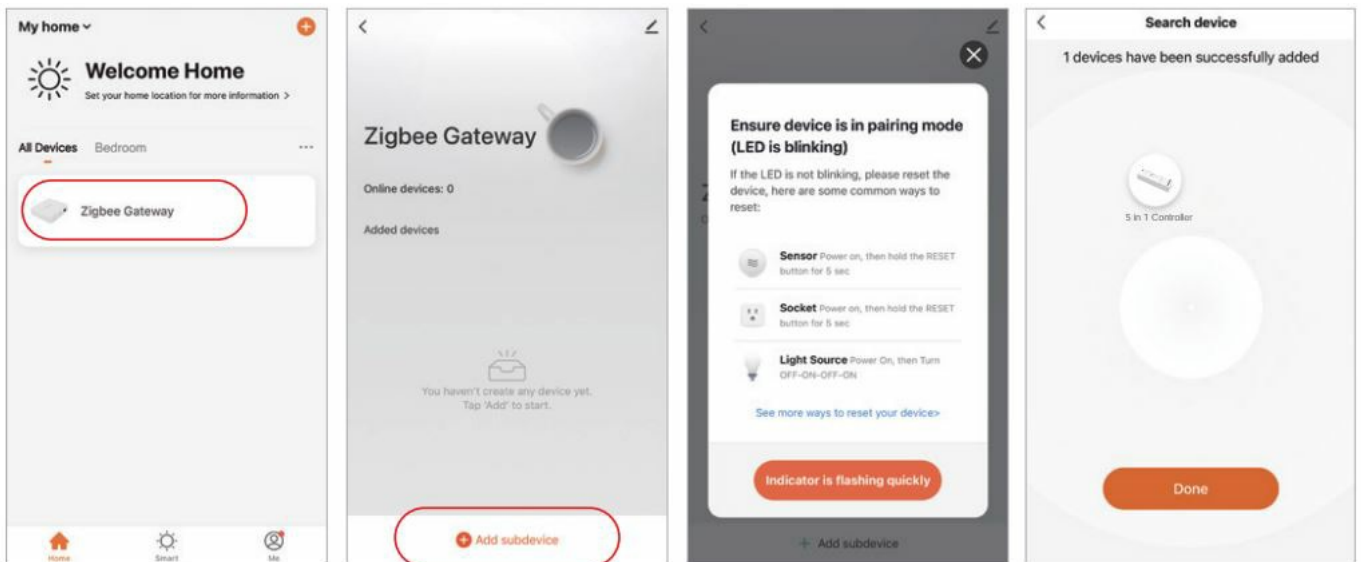 My home
Welcome Home
Set your home location for more information >
All Devices Bedroom ...
Zigbee Gateway
Home Smart Me
Zigbee Gateway
Online devices: 0
Added devices
You haven't create any device yet.
Tap 'Add' to start.
Add subdevice
Ensure device is in pairing mode
(LED is blinking)
If the LED is not blinking, please reset the
device, here are some common ways to
reset:
Sensor Power on, then hold the RESET
button for 5 sec
Socket Power on, then hold the RESET
button for 5 sec
Light Source Power On, then Turn
OFF-ON-OFF-ON
See more ways to reset your device>
Indicator is flashing quickly
+ Add subdevice
Search device
1 devices have been successfully added
5 in 1 Controller
Done